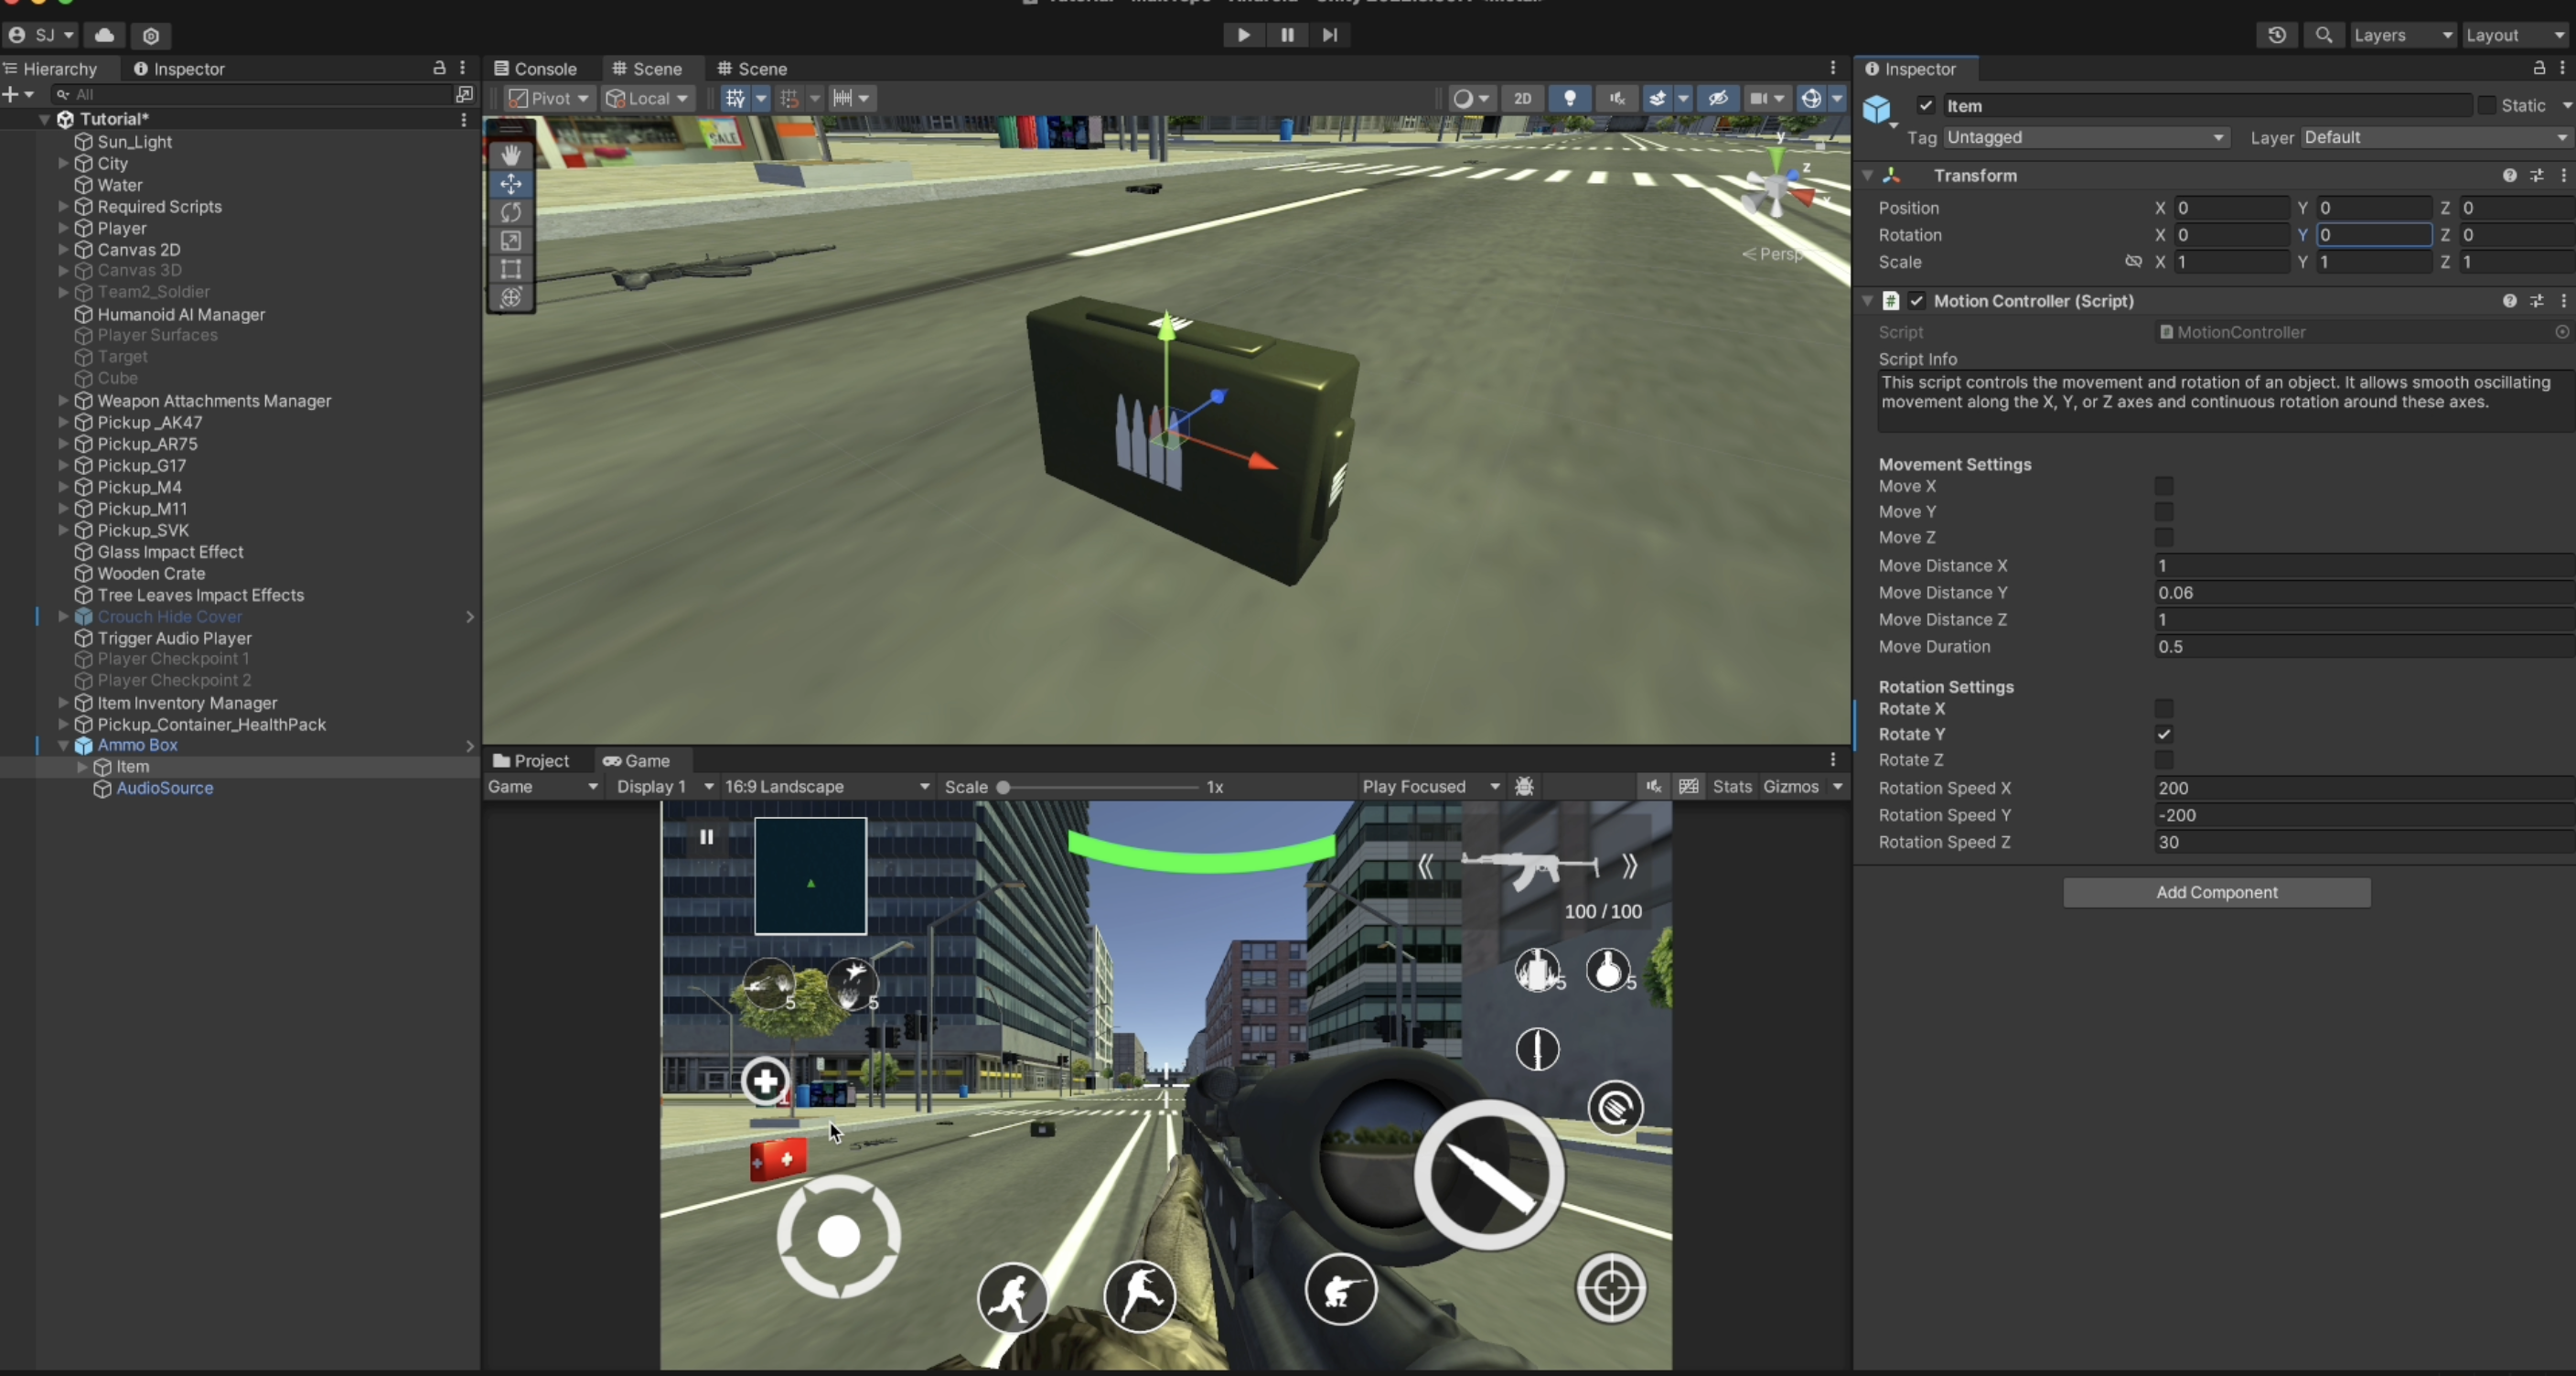 SJ
Layers
Layout
Hierarchy
Inspector
Console
Scene
Scene
Inspector
All
Pivot
Local
2D
Item
Static
Tag
Untagged
Layer
Default
Tutorial*
Sun_Light
City
Water
Required Scripts
Player
Canvas 2D
Canvas 3D
Team2_Soldier
Humanoid AI Manager
Player Surfaces
Target
Cube
Weapon Attachments Manager
Pickup _AK47
Pickup_AR75
Pickup_G17
Pickup_M4
Pickup_M11
Pickup_SVK
Glass Impact Effect
Wooden Crate
Tree Leaves Impact Effects
Crouch Hide Cover
Trigger Audio Player
Player Checkpoint 1
Player Checkpoint 2
Item Inventory Manager
Pickup_Container_HealthPack
Ammo Box
Item
AudioSource
SALE
y
z
x
< Persp
Transform
Position X 0 Y 0 Z 0
Rotation X 0 Y 0 Z 0
Scale X 1 Y 1 Z 1
Motion Controller (Script)
Script MotionController
Script Info
This script controls the movement and rotation of an object. It allows smooth oscillating
movement along the X, Y, or Z axes and continuous rotation around these axes.
Movement Settings
Move X
Move Y
Move Z
Move Distance X 1
Move Distance Y 0.06
Move Distance Z 1
Move Duration 0.5
Rotation Settings
Rotate X
Rotate Y
Rotate Z
Rotation Speed X 200
Rotation Speed Y -200
Rotation Speed Z 30
Add Component
Project
Game
Game
Display 1
16:9 Landscape
Scale
1x
Play Focused
Stats
Gizmos
100 / 100
5
5
5
5
1